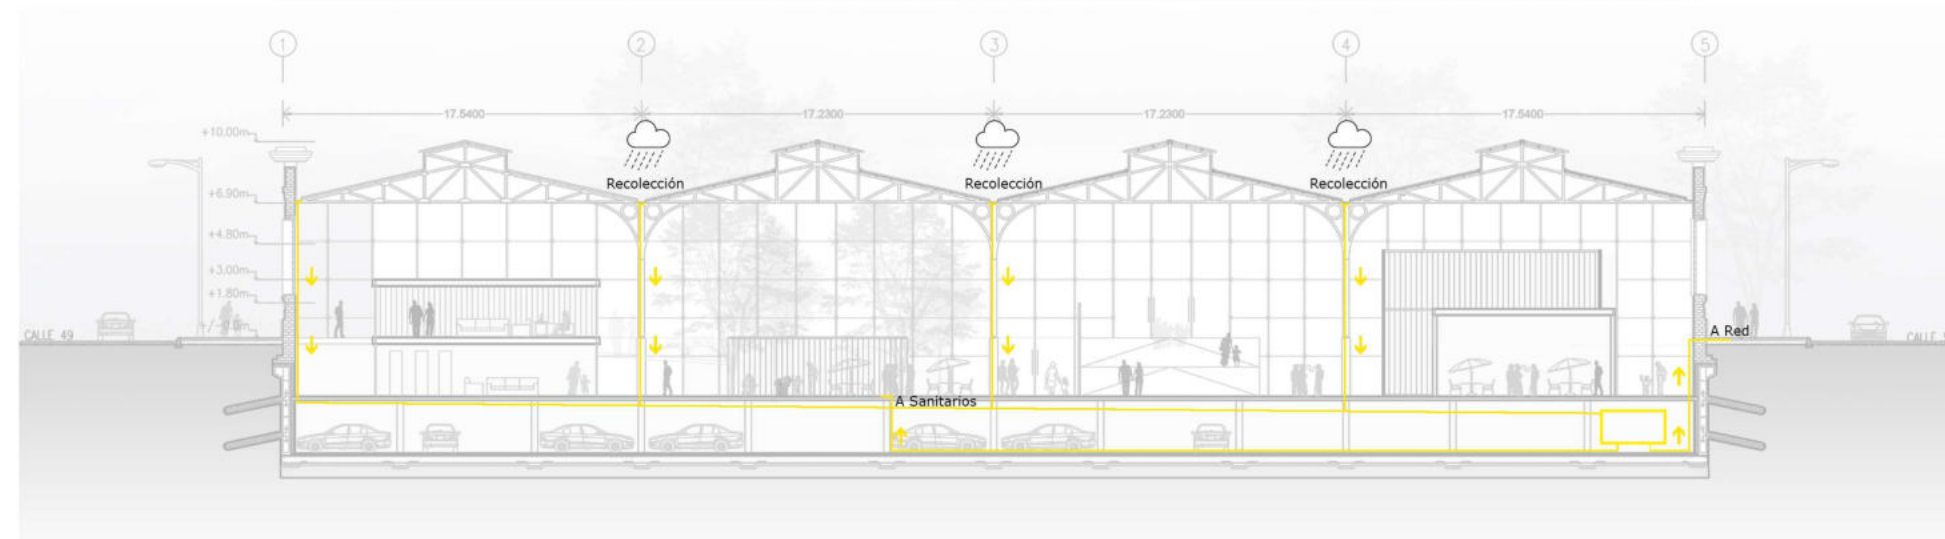 1 2 3 4 5
17.5400 17.2300 17.2300 17.5400
+10.00m
Recolección Recolección Recolección
+6.90m
+4.80m
+3.00m
+1.80m
+/-
CALLE 49
A Red
CALLE
A Sanitarios